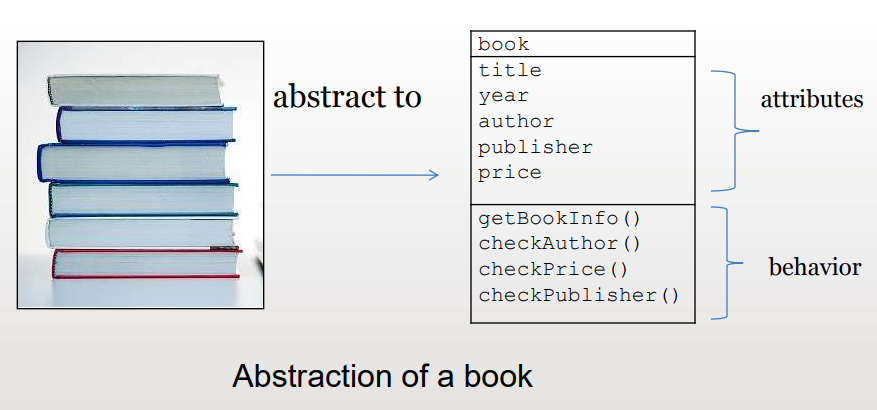 abstract to
book
title
year
author
publisher
price
attributes
getBookInfo()
checkAuthor()
checkPrice()
checkPublisher()
behavior
Abstraction of a book